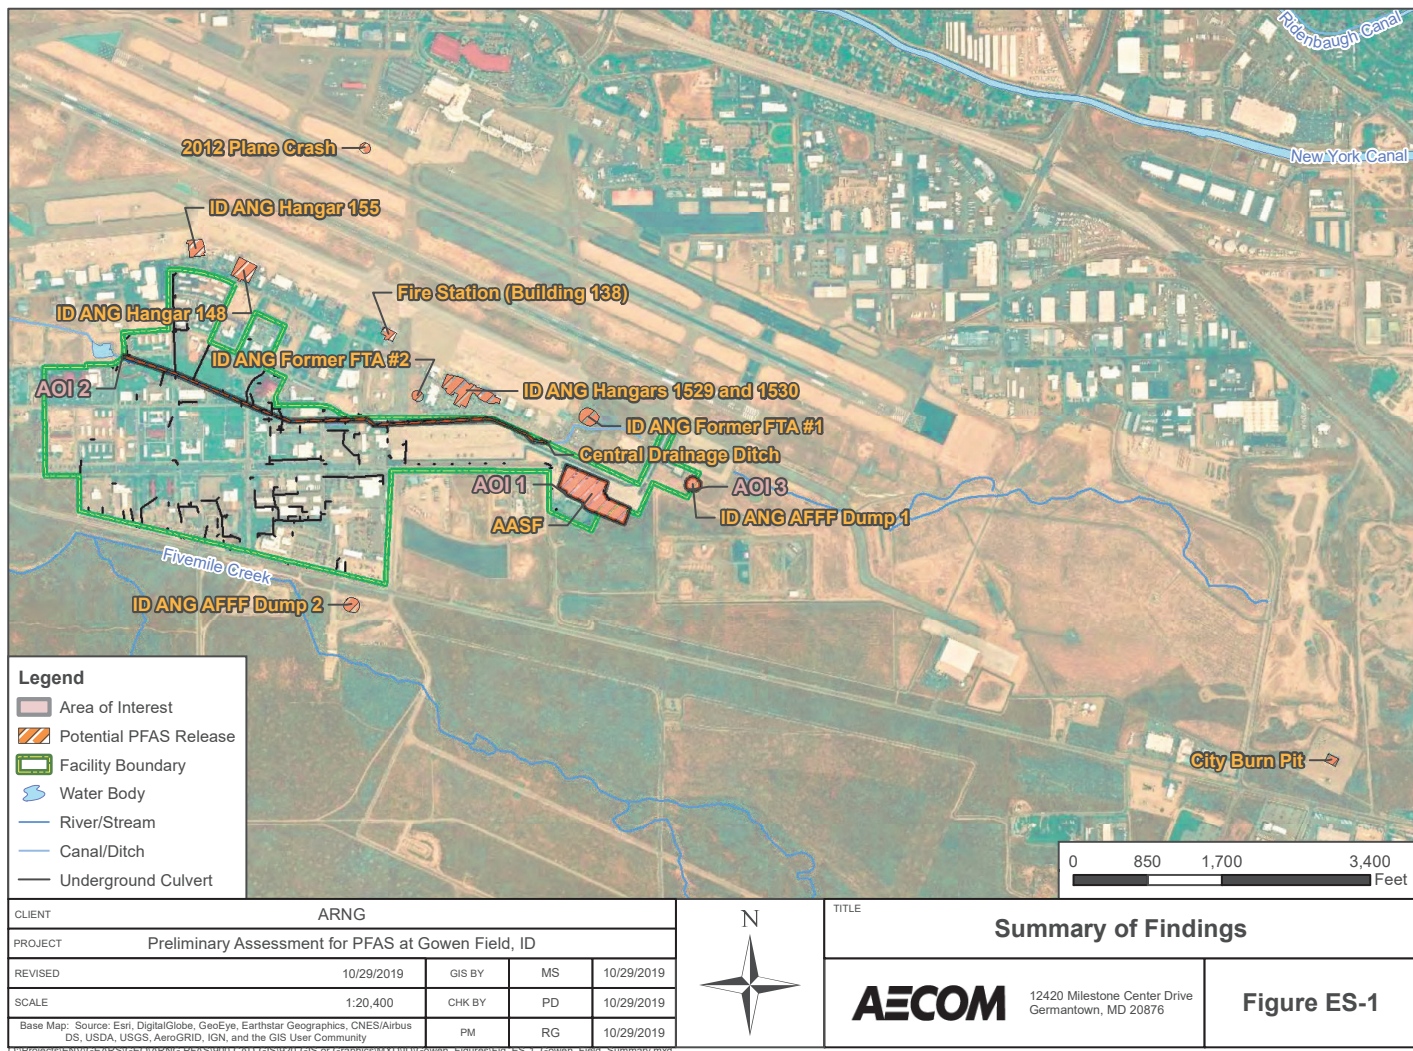 Ridenbaugh Canal
New York Canal
2012 Plane Crash
ID ANG Hangar 155
Fire Station (Building 138)
ID ANG Hangar 148
ID ANG Former FTA #2
AOI 2
ID ANG Hangars 1529 and 1530
ID ANG Former FTA #1
Central Drainage Ditch
AOI 1
AOI 3
AASF
ID ANG AFFF Dump 1
Fivemile Creek
ID ANG AFFF Dump 2
City Burn Pit
Legend
Area of Interest
Potential PFAS Release
Facility Boundary
Water Body
River/Stream
Canal/Ditch
Underground Culvert
0 850 1,700 3,400
Feet
CLIENT ARNG
PROJECT Preliminary Assessment for PFAS at Gowen Field, ID
REVISED 10/29/2019 GIS BY MS 10/29/2019
SCALE 1:20,400 CHK BY PD 10/29/2019
Base Map: Source: Esri, DigitalGlobe, GeoEye, Earthstar Geographics, CNES/Airbus
DS, USDA, USGS, AeroGRID, IGN, and the GIS User Community
PM RG 10/29/2019
N
TITLE
Summary of Findings
AECOM
12420 Milestone Center Drive
Germantown, MD 20876
Figure ES-1